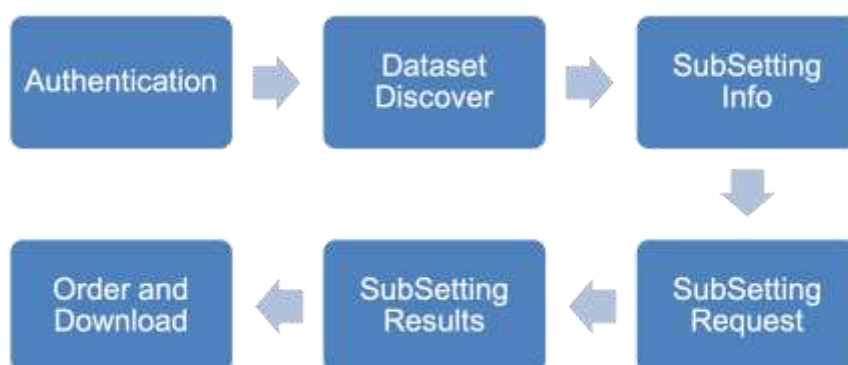 Authentication
Dataset
Discover
SubSetting
Info
SubSetting
Request
SubSetting
Results
Order and
Download